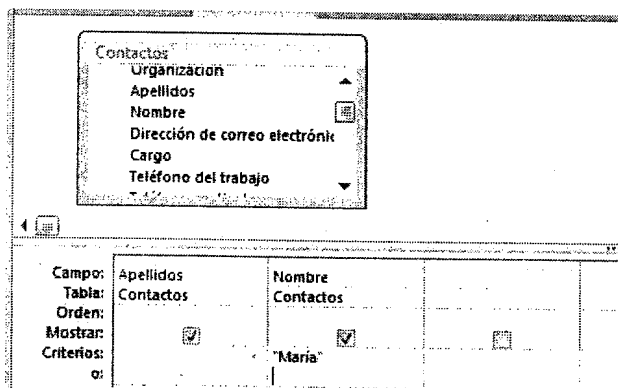 Contactos
Organización
Apellidos
Nombre
Dirección de correo electrónic
Cargo
Teléfono del trabajo
Campo: Apellidos Nombre
Tabla: Contactos Contactos
Orden:
Mostrar:
Criterios: "María"
o: